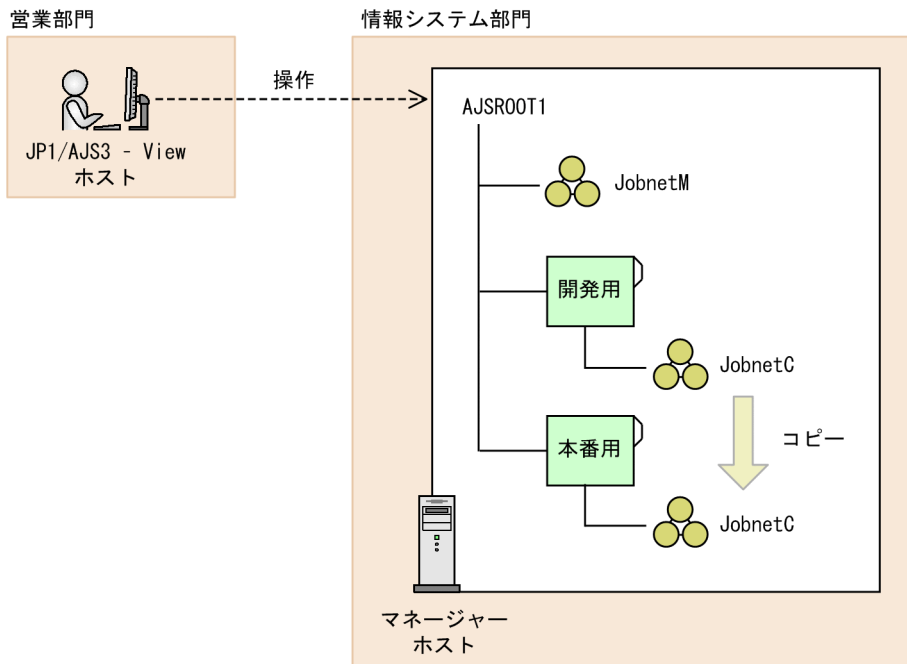 営業部門
情報システム部門
操作
JP1/AJS3 - View
ホスト
AJSROOT1
JobnetM
開発用
JobnetC
コピー
本番用
JobnetC
マネージャー
ホスト